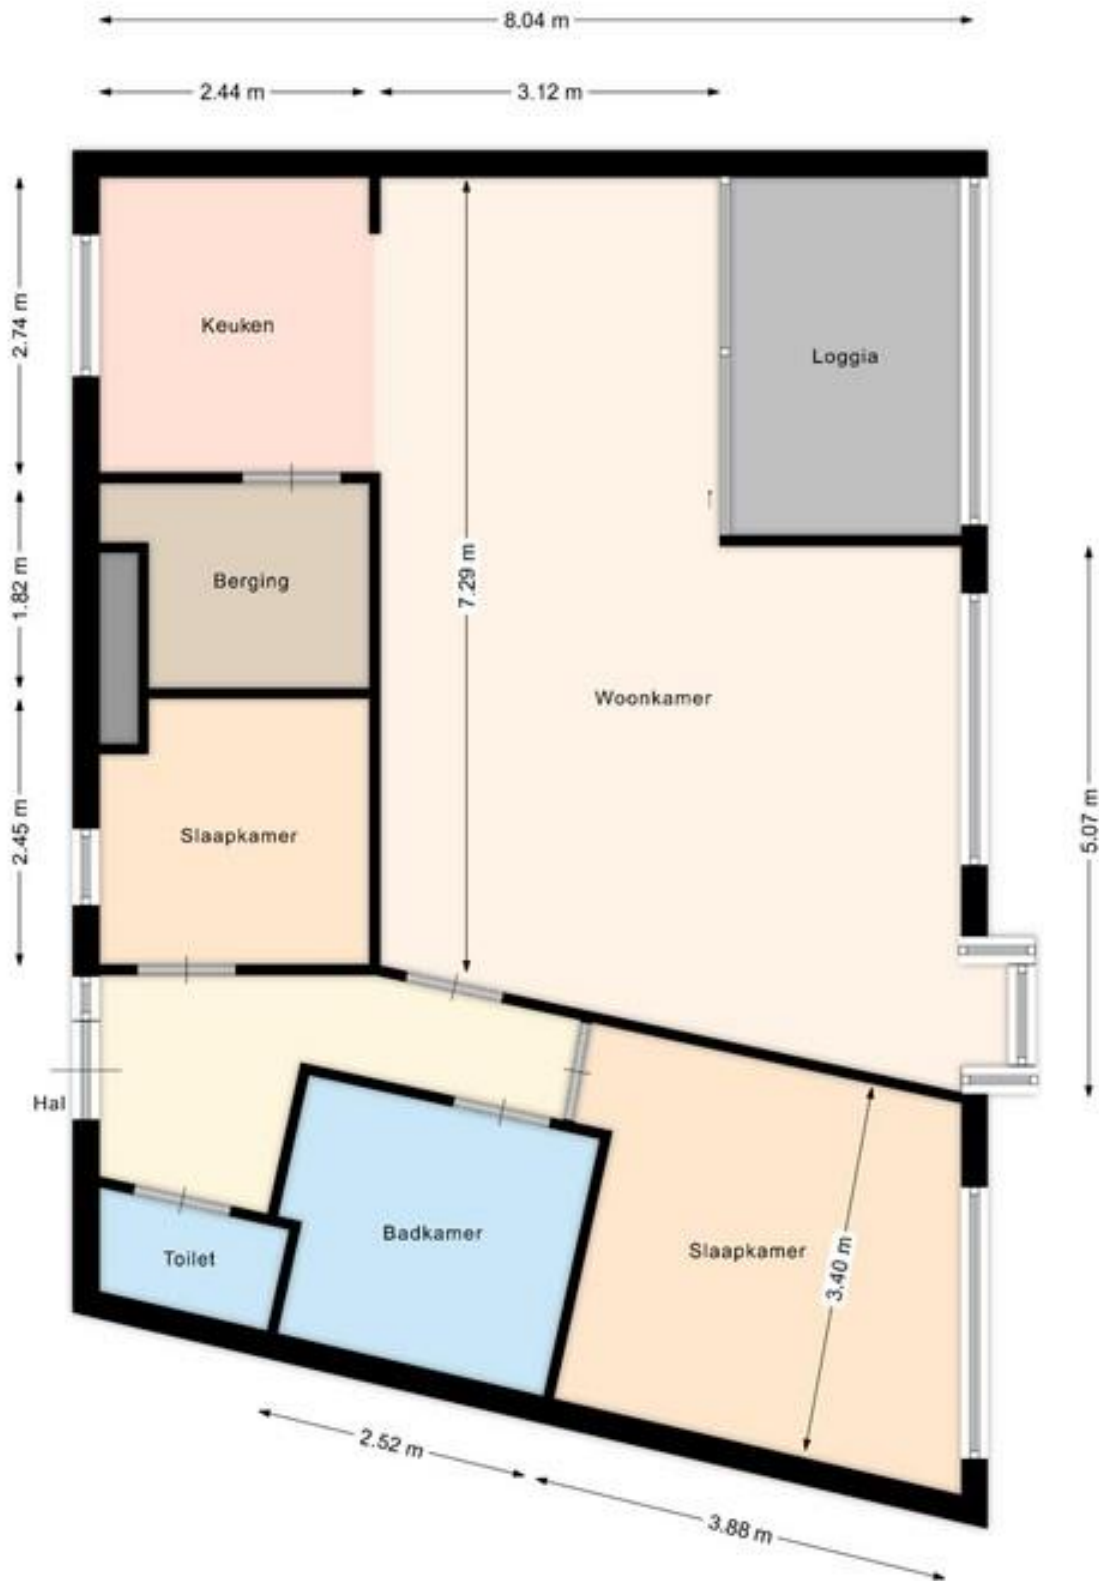 8.04 m
2.44 m
3.12 m
2.74 m
Keuken
Loggia
7.29 m
1.82 m
Berging
Woonkamer
2.45 m
Slaapkamer
5.07 m
Hal
Toilet
Badkamer
Slaapkamer
3.40 m
2.52 m
3.88 m